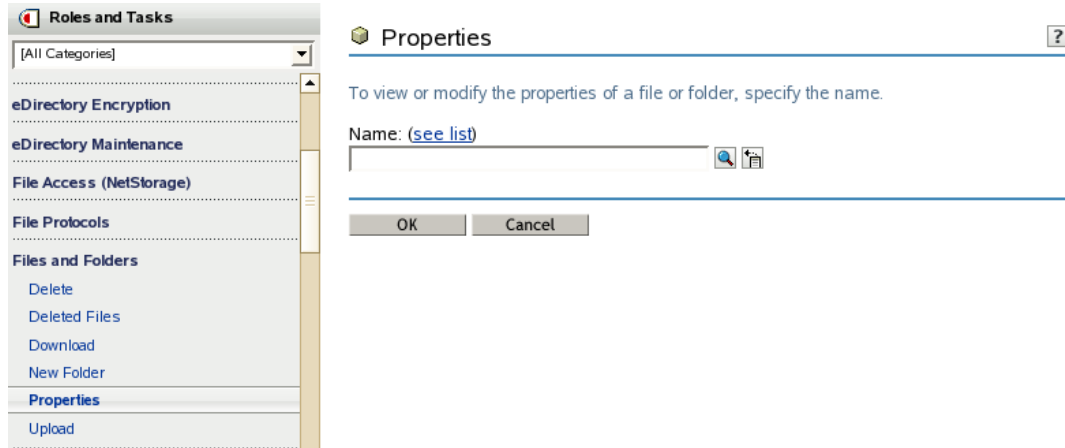 Roles and Tasks
[All Categories]
eDirectory Encryption
eDirectory Maintenance
File Access (NetStorage)
File Protocols
Files and Folders
Delete
Deleted Files
Download
New Folder
Properties
Upload
Properties
?
To view or modify the properties of a file or folder, specify the name.
Name: (see list)
OK
Cancel